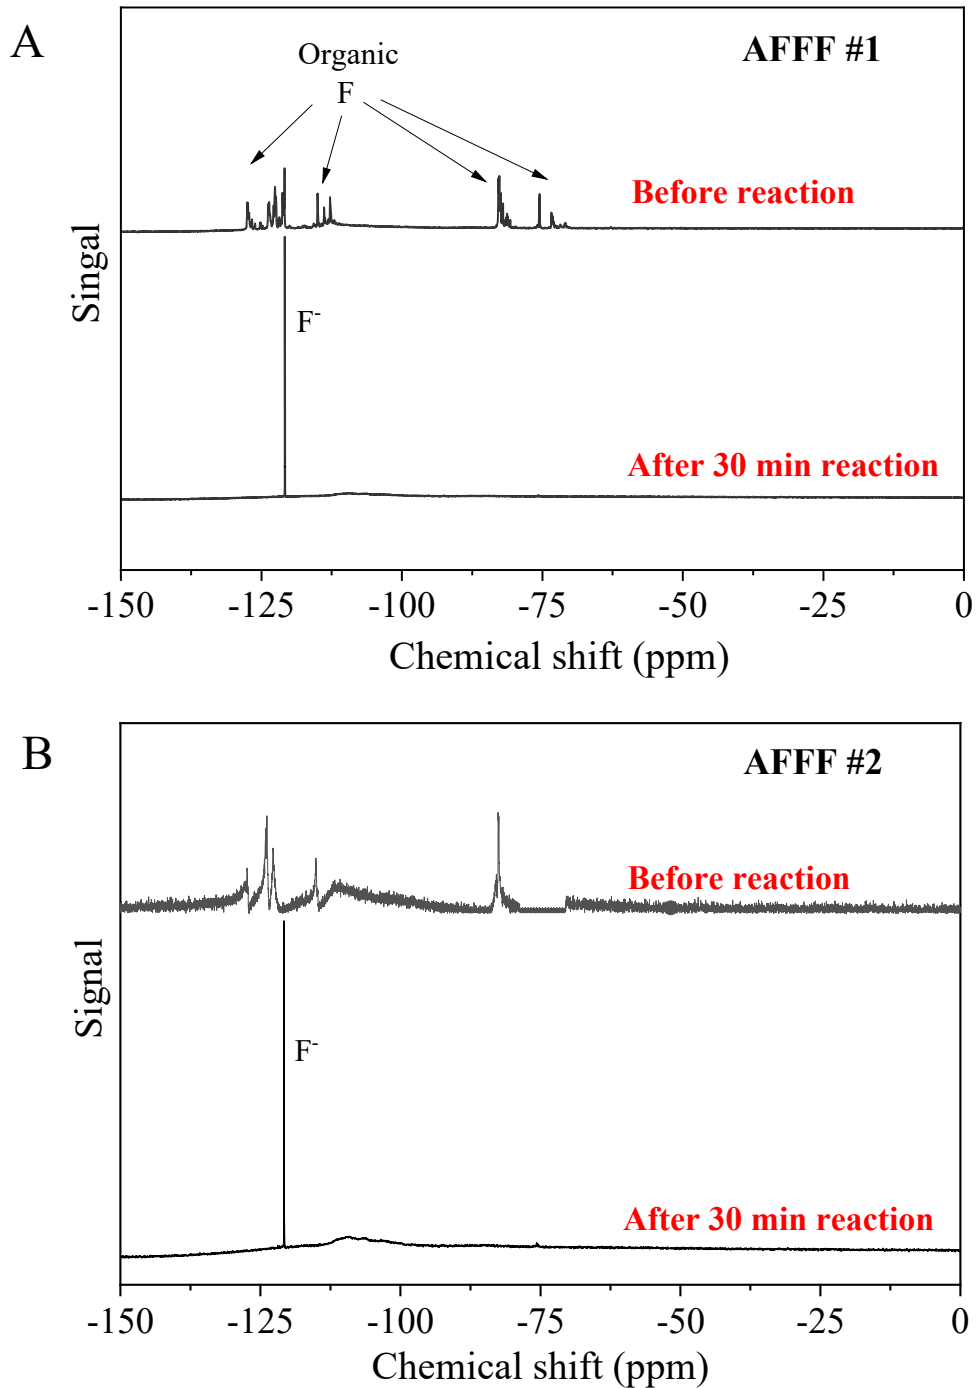 A
AFFF #1
Organic
F
Before reaction
Singal
F-
After 30 min reaction
-150 -125 -100 -75 -50 -25 0
Chemical shift (ppm)
B
AFFF #2
Before reaction
Signal
F-
After 30 min reaction
-150 -125 -100 -75 -50 -25 0
Chemical shift (ppm)